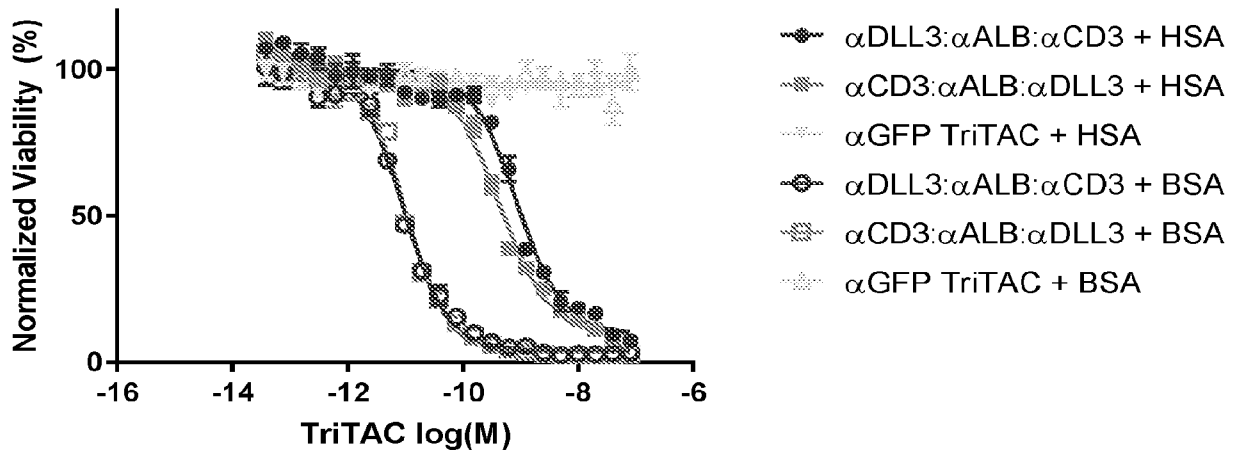 Normalized Viability (%)
100
50
0
-16
-14
-12
-10
-8
-6
TriTAC log(M)
αDLL3:αALB:αCD3 + HSA
αCD3:αALB:αDLL3 + HSA
αGFP TriTAC + HSA
αDLL3:αALB:αCD3 + BSA
αCD3:αALB:αDLL3 + BSA
αGFP TriTAC + BSA